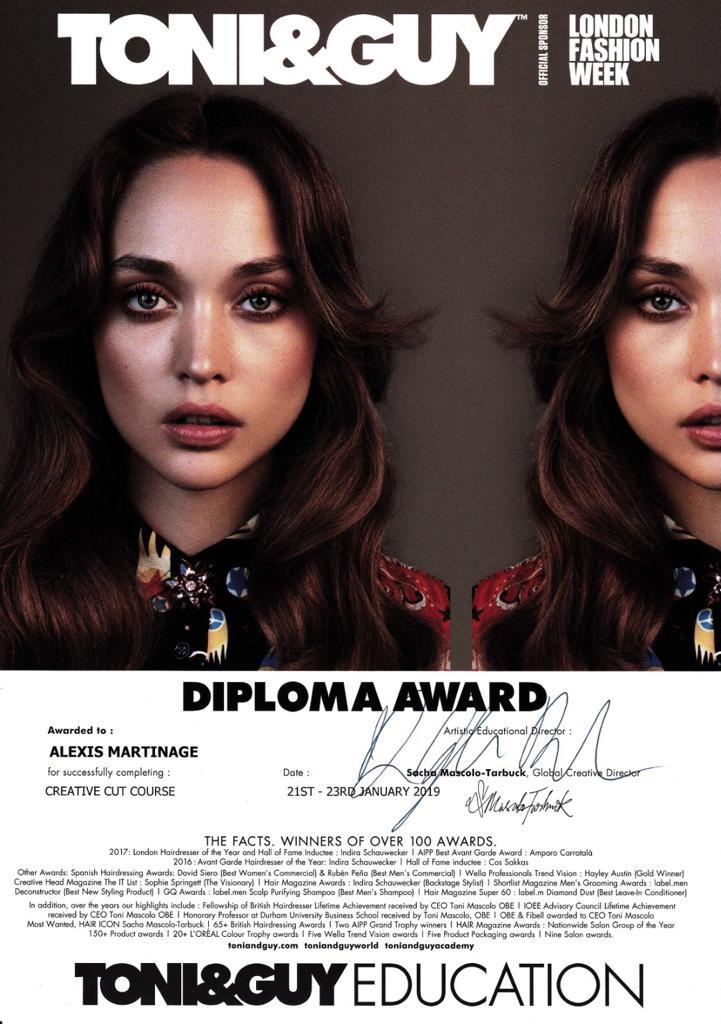 TONI&GUY™
OFFICIAL SPONSOR
LONDON
FASHION
WEEK
DIPLOMA AWARD
Awarded to :
Artistic Educational Director :
ALEXIS MARTINAGE
for successfully completing :
Date :
Sacha Mascolo-Tarbuck, Global Creative Director
CREATIVE CUT COURSE
21ST - 23RD JANUARY 2019
THE FACTS. WINNERS OF OVER 100 AWARDS.
2017: London Hairdresser of the Year and Hall of Fame Inductee : Indira Schauwecker | AIPP Best Avant Garde Award : Amparo Carratalá
2016 : Avant Garde Hairdresser of the Year: Indira Schauwecker | Hall of Fame inductee : Cos Sakkas
Other Awards: Spanish Hairdressing Awards: David Siero (Best Women's Commercial) & Rubén Peña (Best Men's Commercial) | Wella Professionals Trend Vision : Hayley Austin (Gold Winner)
Creative Head Magazine The IT List : Sophie Springett (The Visionary) | Hair Magazine Awards : Indira Schauwecker (Backstage Stylist) | Shortlist Magazine Men's Grooming Awards : label.men
Deconstructor (Best New Styling Product) | GQ Awards : label.men Scalp Purifying Shampoo (Best Men's Shampoo) | Hair Magazine Super 60 : label.m Diamond Dust (Best Leave-In Conditioner)
In addition, over the years our highlights include : Fellowship of British Hairdresser Lifetime Achievement received by CEO Toni Mascolo OBE | IOEE Advisory Council Lifetime Achievement
received by CEO Toni Mascolo OBE | Honorary Professor at Durham University Business School received by Toni Mascolo, OBE | OBE & Fibell awarded to CEO Toni Mascolo
Most Wanted, HAIR ICON Sacha Mascolo-Tarbuck | 65+ British Hairdressing Awards | Two AIPP Grand Trophy winners | HAIR Magazine Awards : Nationwide Salon Group of the Year
150+ Product awards | 20+ L'ORÉAL Colour Trophy awards | Five Wella Trend Vision awards | Five Product Packaging awards | Nine Salon awards.
toniandguy.com toniandguyworld toniandguyacademy
TONI&GUY EDUCATION